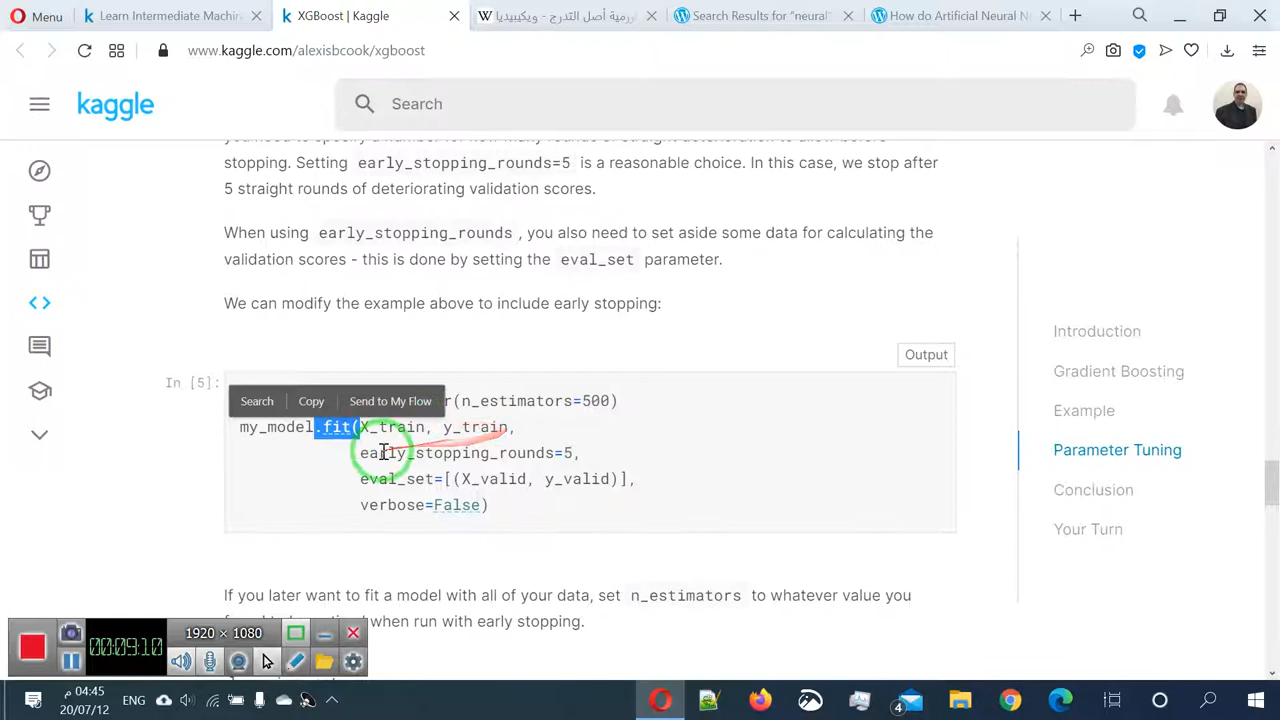 Menu
Learn Intermediate Machin
XGBoost | Kaggle
ورزمية أصل التدرج - ويكيبيديا
Search Results for "neural"
How do Artificial Neural Ne
www.kaggle.com/alexisbcook/xgboost
kaggle
Search
stopping. Setting early_stopping_rounds=5 is a reasonable choice. In this case, we stop after
5 straight rounds of deteriorating validation scores.
When using early_stopping_rounds , you also need to set aside some data for calculating the
validation scores - this is done by setting the eval_set parameter.
We can modify the example above to include early stopping:
Output
In [5]:
Search Copy Send to My Flow
(n_estimators=500)
my_model.fit(X_train, y_train,
early_stopping_rounds=5,
eval_set=[(X_valid, y_valid)],
verbose=False)
If you later want to fit a model with all of your data, set n_estimators to whatever value you
when run with early stopping.
Introduction
Gradient Boosting
Example
Parameter Tuning
Conclusion
Your Turn
00:09:10
1920 × 1080
04:45 م
20/07/12
ENG
4